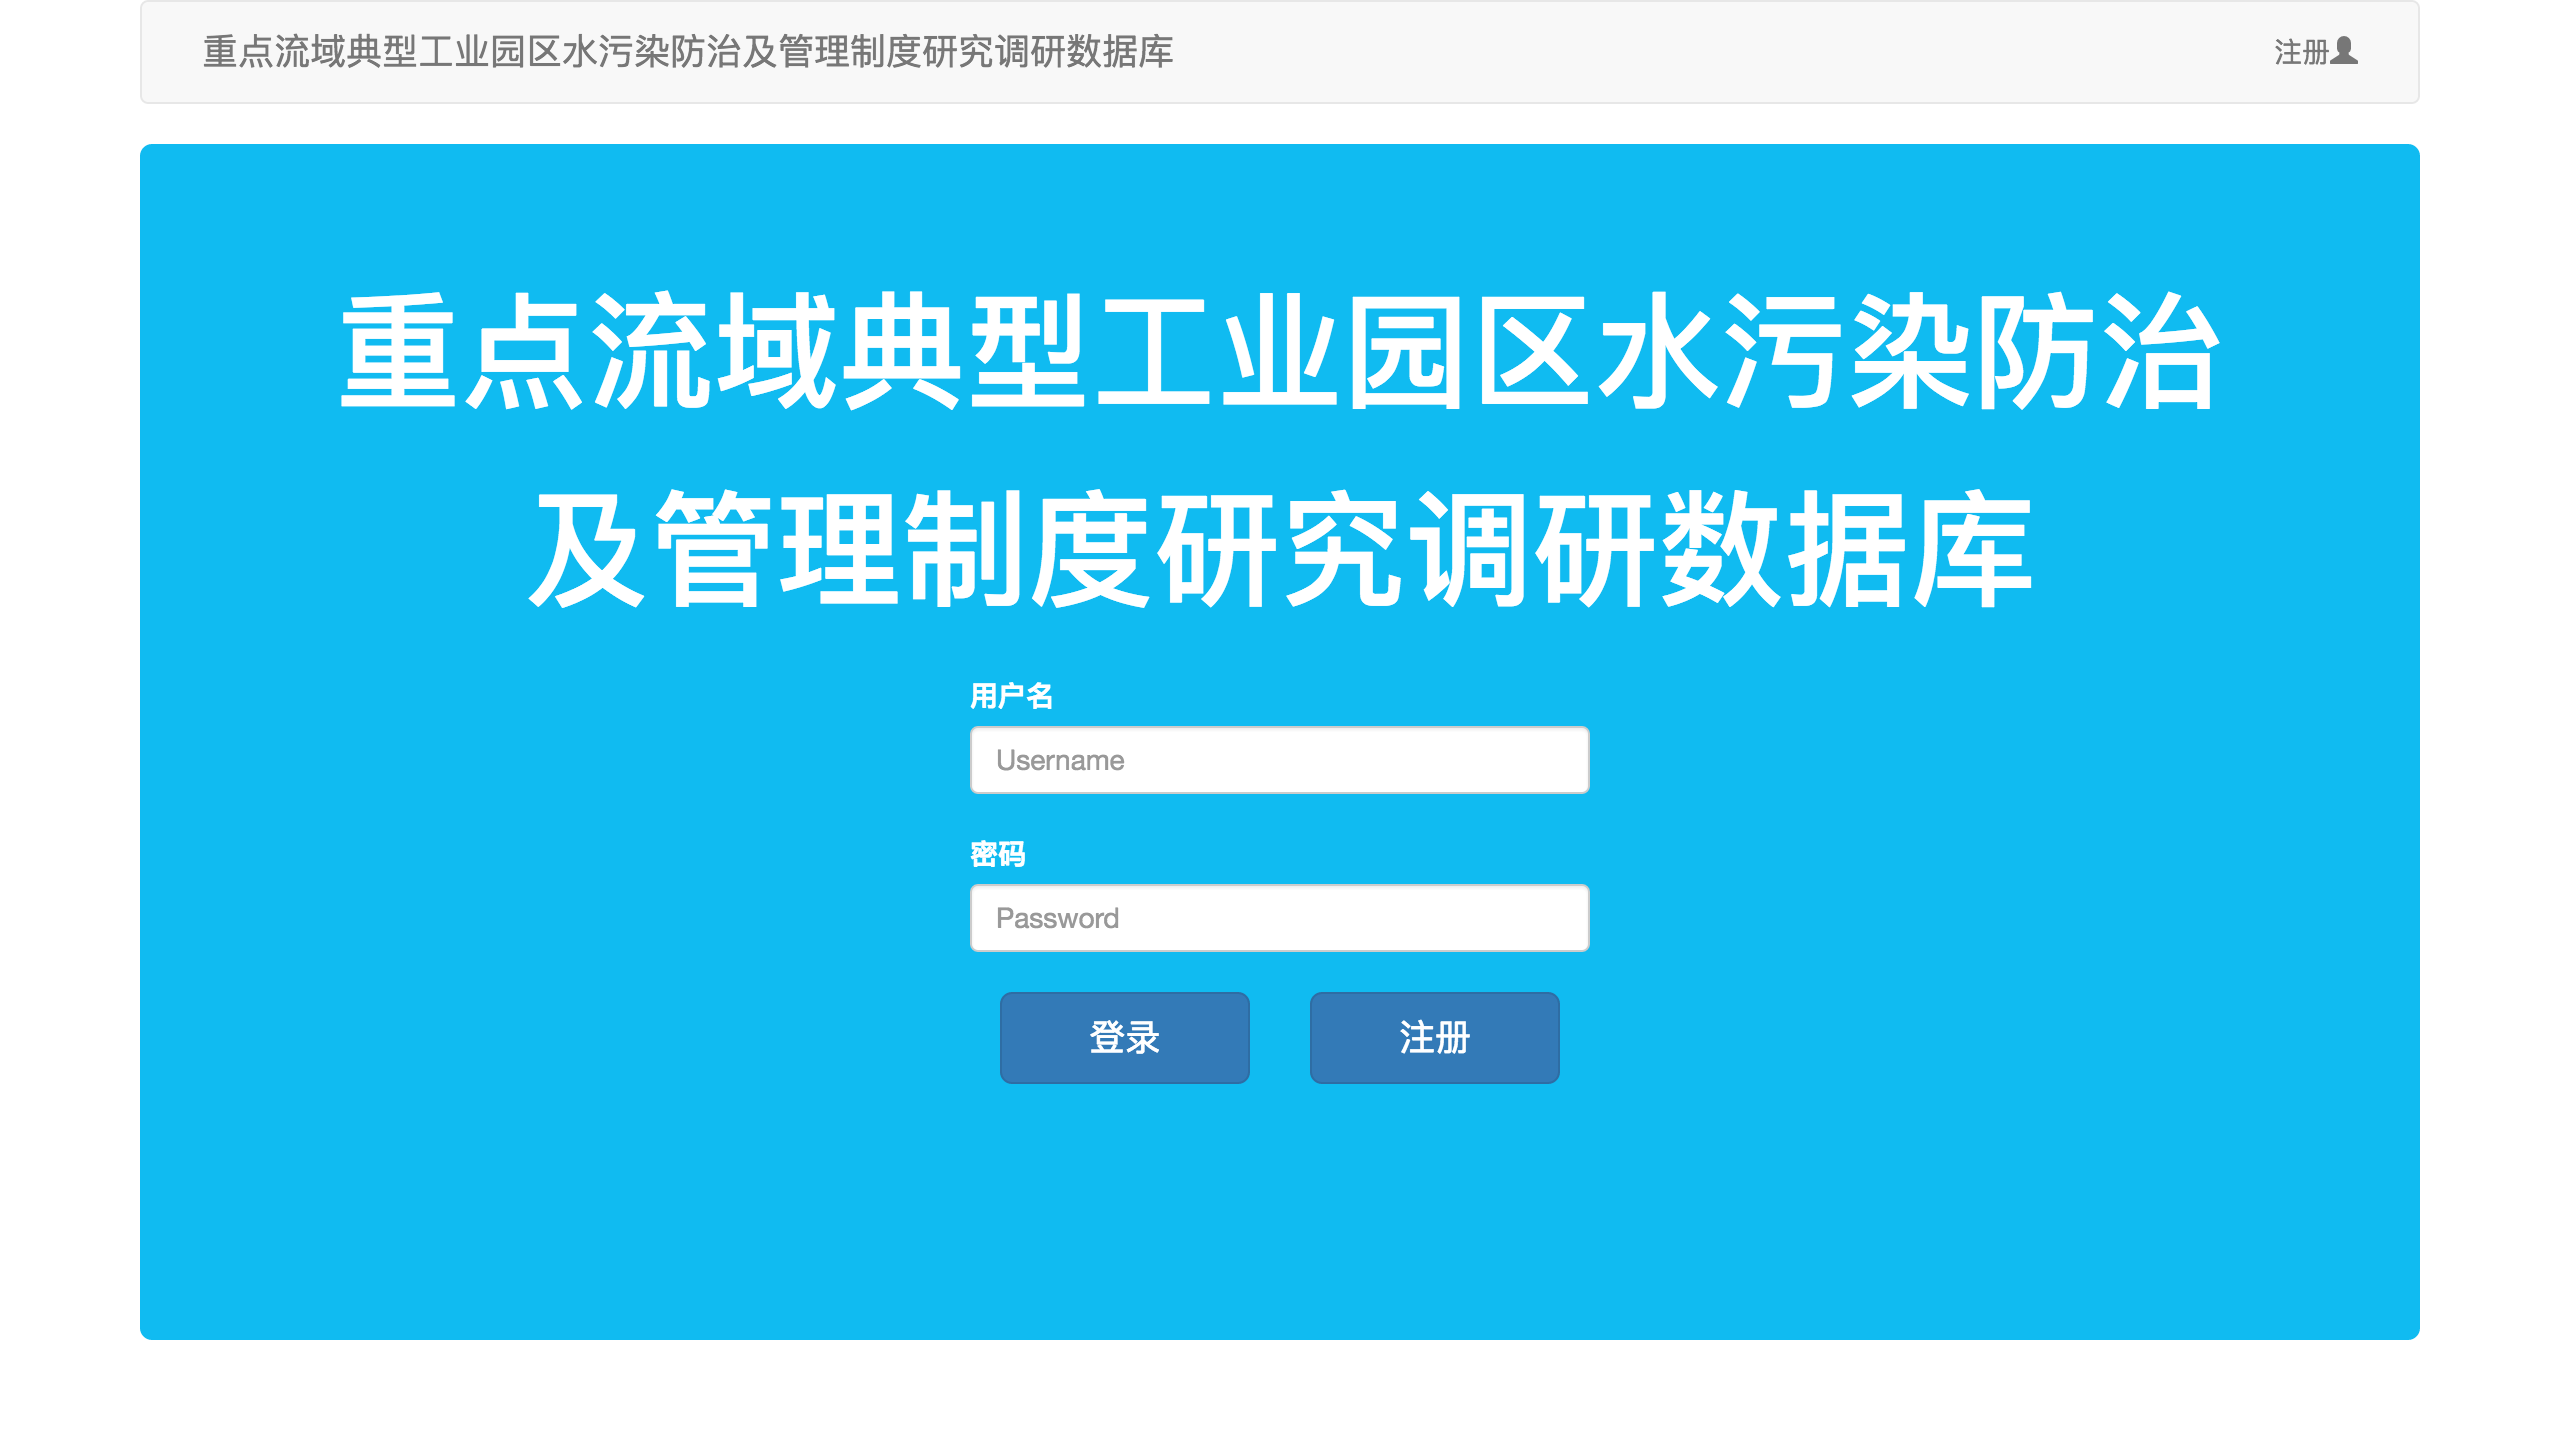 重点流域典型工业园区水污染防治及管理制度研究调研数据库
注册
重点流域典型工业园区水污染防治
及管理制度研究调研数据库
用户名
Username
密码
Password
登录
注册